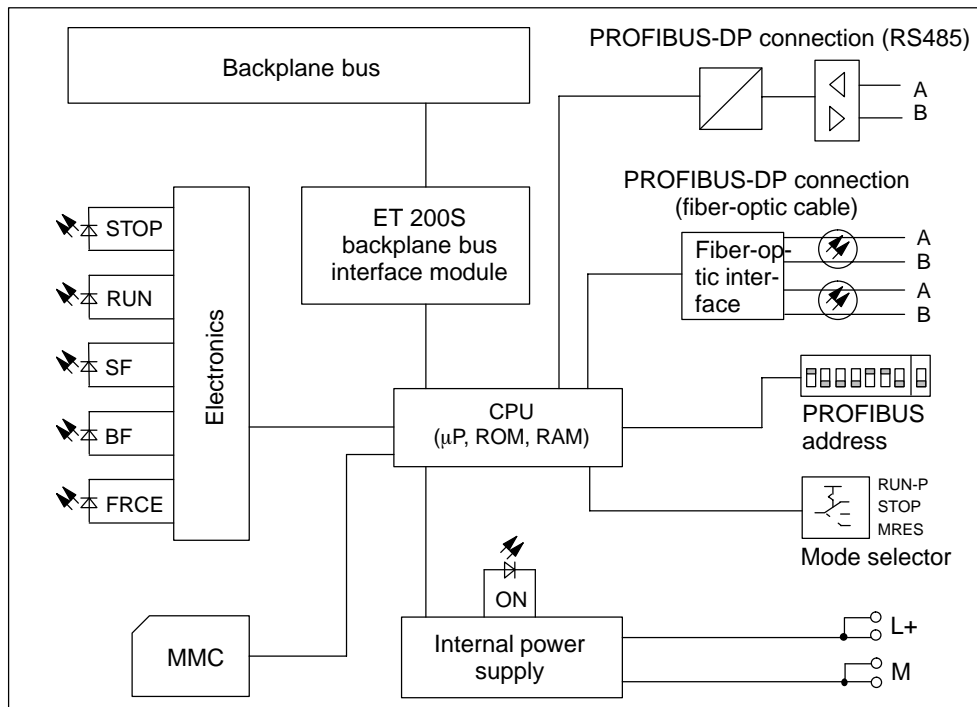 Backplane bus
PROFIBUS-DP connection (RS485)
A
B
PROFIBUS-DP connection
(fiber-optic cable)
Fiber-op-
tic inter-
face
A
B
A
B
ET 200S
backplane bus
interface module
STOP
RUN
SF
BF
FRCE
Electronics
CPU
(μP, ROM, RAM)
PROFIBUS
address
RUN-P
STOP
MRES
Mode selector
ON
Internal power
supply
L+
M
MMC